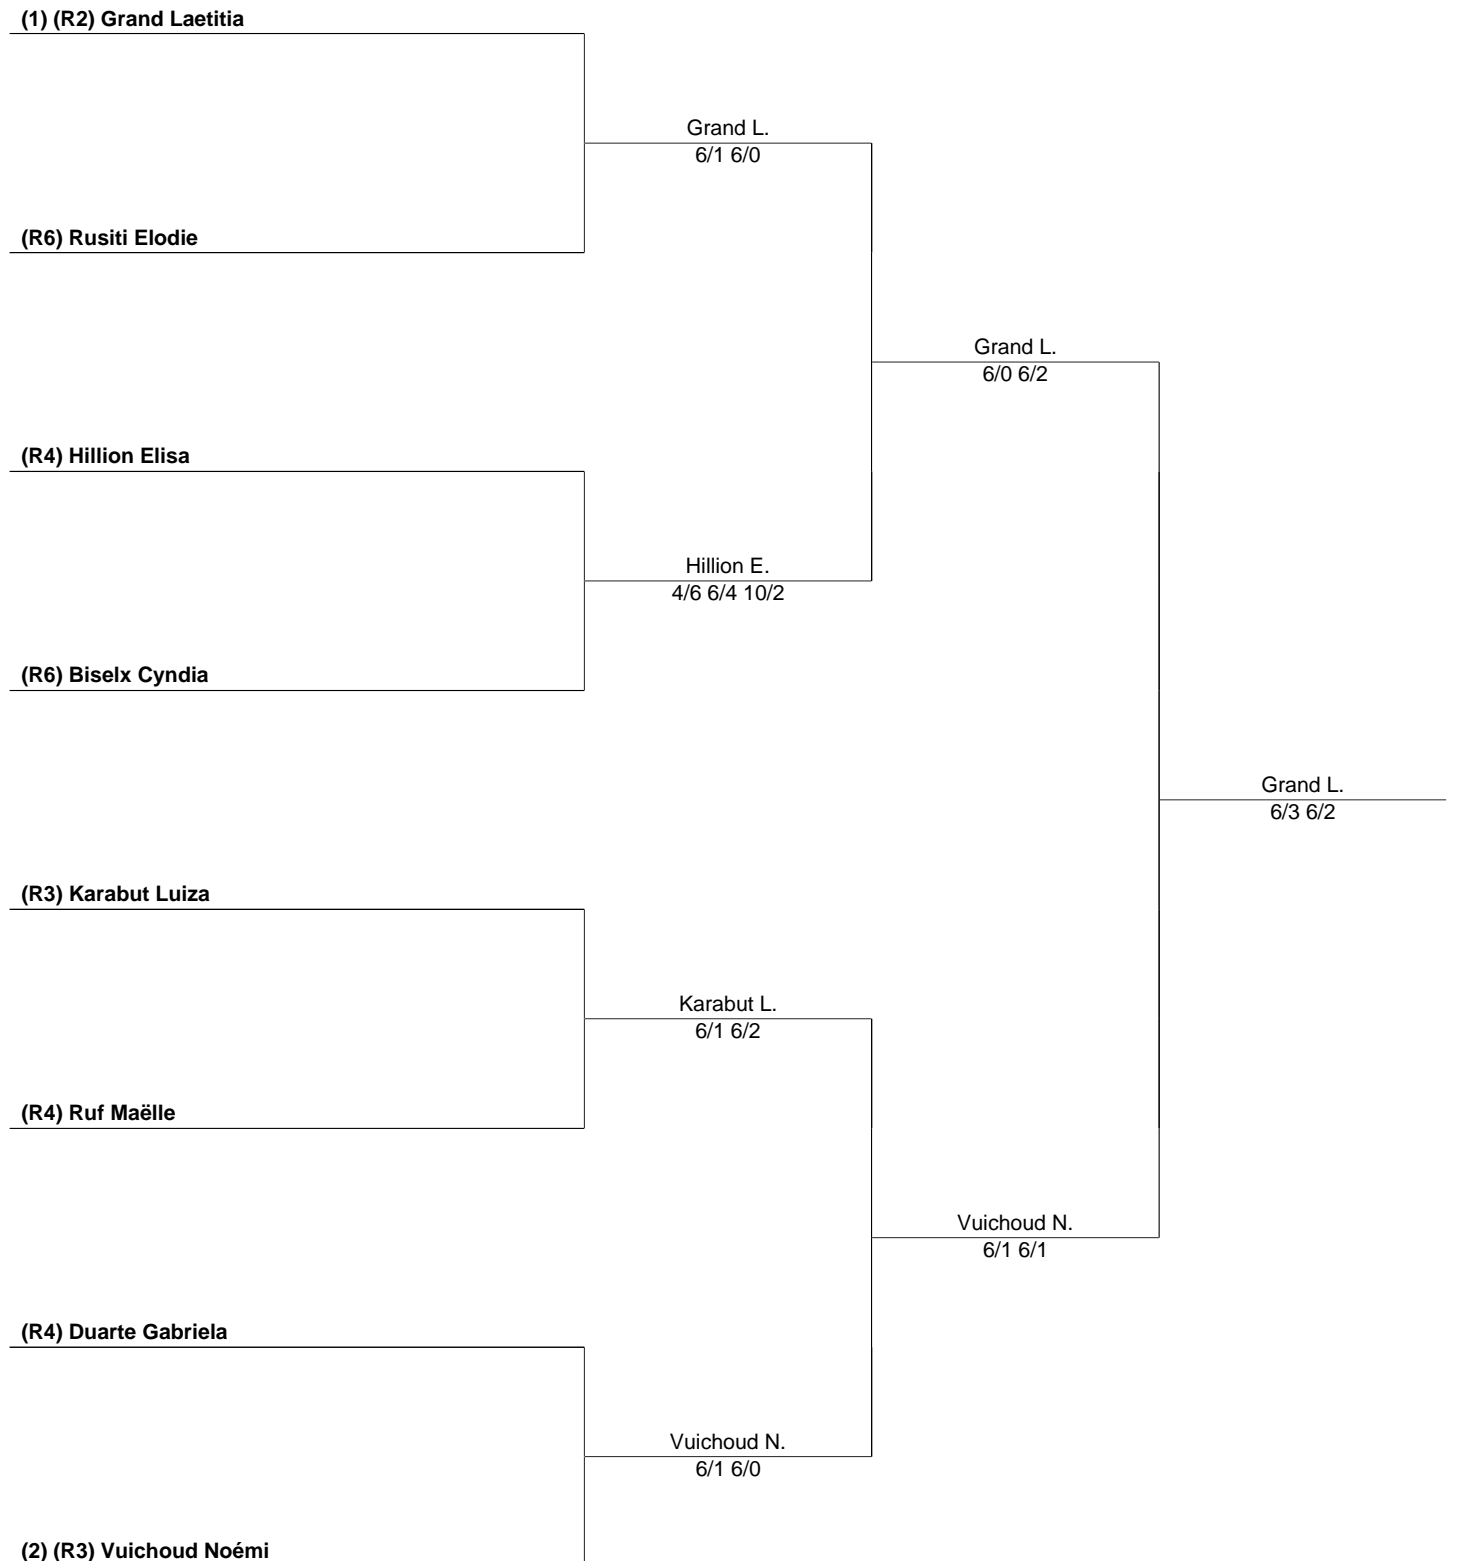 (1) (R2) Grand Laetitia
Grand L.
6/1 6/0
(R6) Rusiti Elodie
Grand L.
6/0 6/2
(R4) Hillion Elisa
Hillion E.
4/6 6/4 10/2
(R6) Biselx Cyndia
Grand L.
6/3 6/2
(R3) Karabut Luiza
Karabut L.
6/1 6/2
(R4) Ruf Maëlle
Vuichoud N.
6/1 6/1
(R4) Duarte Gabriela
Vuichoud N.
6/1 6/0
(2) (R3) Vuichoud Noémi